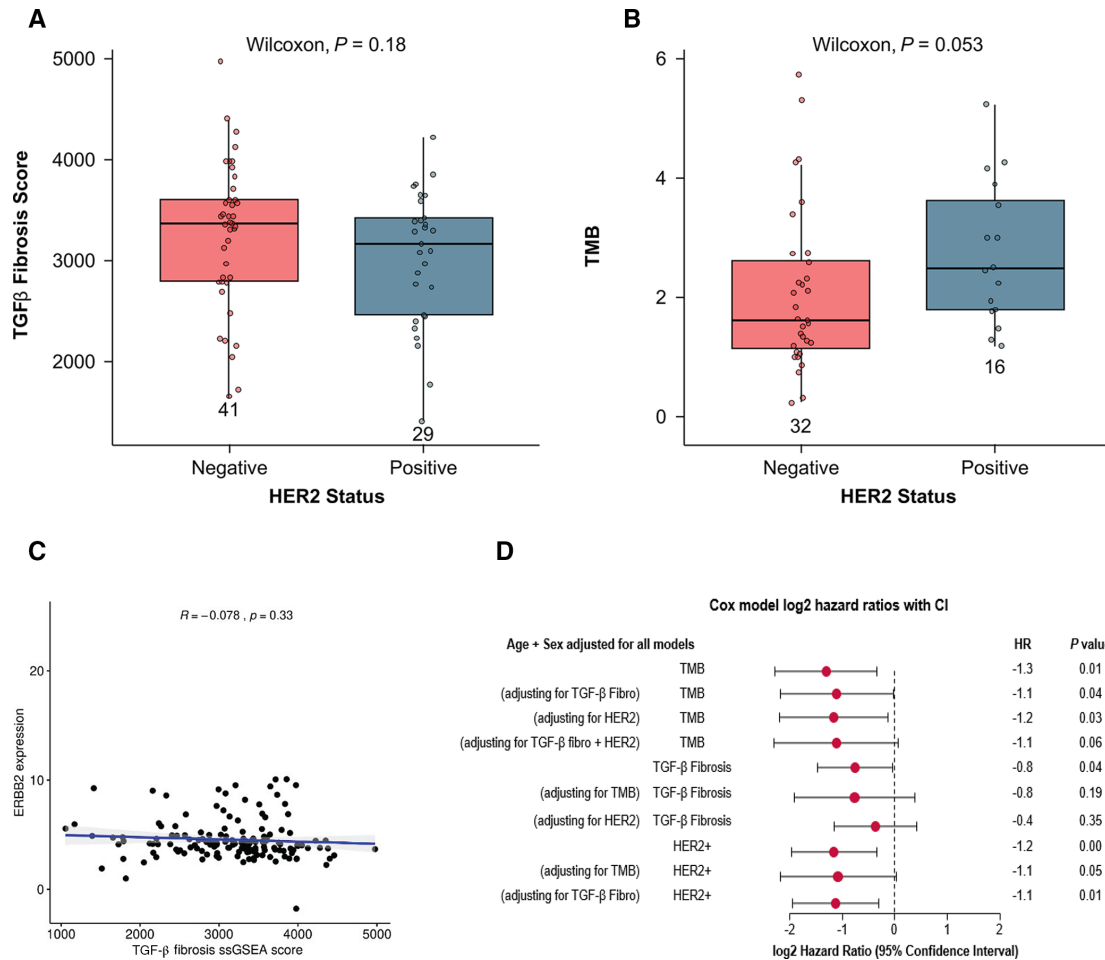 A
Wilcoxon, P = 0.18
5000
4000
3000
2000
TGFβ Fibrosis Score
41
29
Negative
Positive
HER2 Status
B
Wilcoxon, P = 0.053
6
4
2
0
TMB
32
16
Negative
Positive
HER2 Status
C
R = −0.078 , p = 0.33
20
10
0
ERBB2 expression
1000 2000 3000 4000 5000
TGF-β fibrosis ssGSEA score
D
Cox model log2 hazard ratios with CI
Age + Sex adjusted for all models HR P valu
TMB -1.3 0.01
(adjusting for TGF-β Fibro) TMB -1.1 0.04
(adjusting for HER2) TMB -1.2 0.03
(adjusting for TGF-β fibro + HER2) TMB -1.1 0.06
TGF-β Fibrosis -0.8 0.04
(adjusting for TMB) TGF-β Fibrosis -0.8 0.19
(adjusting for HER2) TGF-β Fibrosis -0.4 0.35
HER2+ -1.2 0.00
(adjusting for TMB) HER2+ -1.1 0.05
(adjusting for TGF-β Fibro) HER2+ -1.1 0.01
-2 -1 0 1 2
log2 Hazard Ratio (95% Confidence Interval)